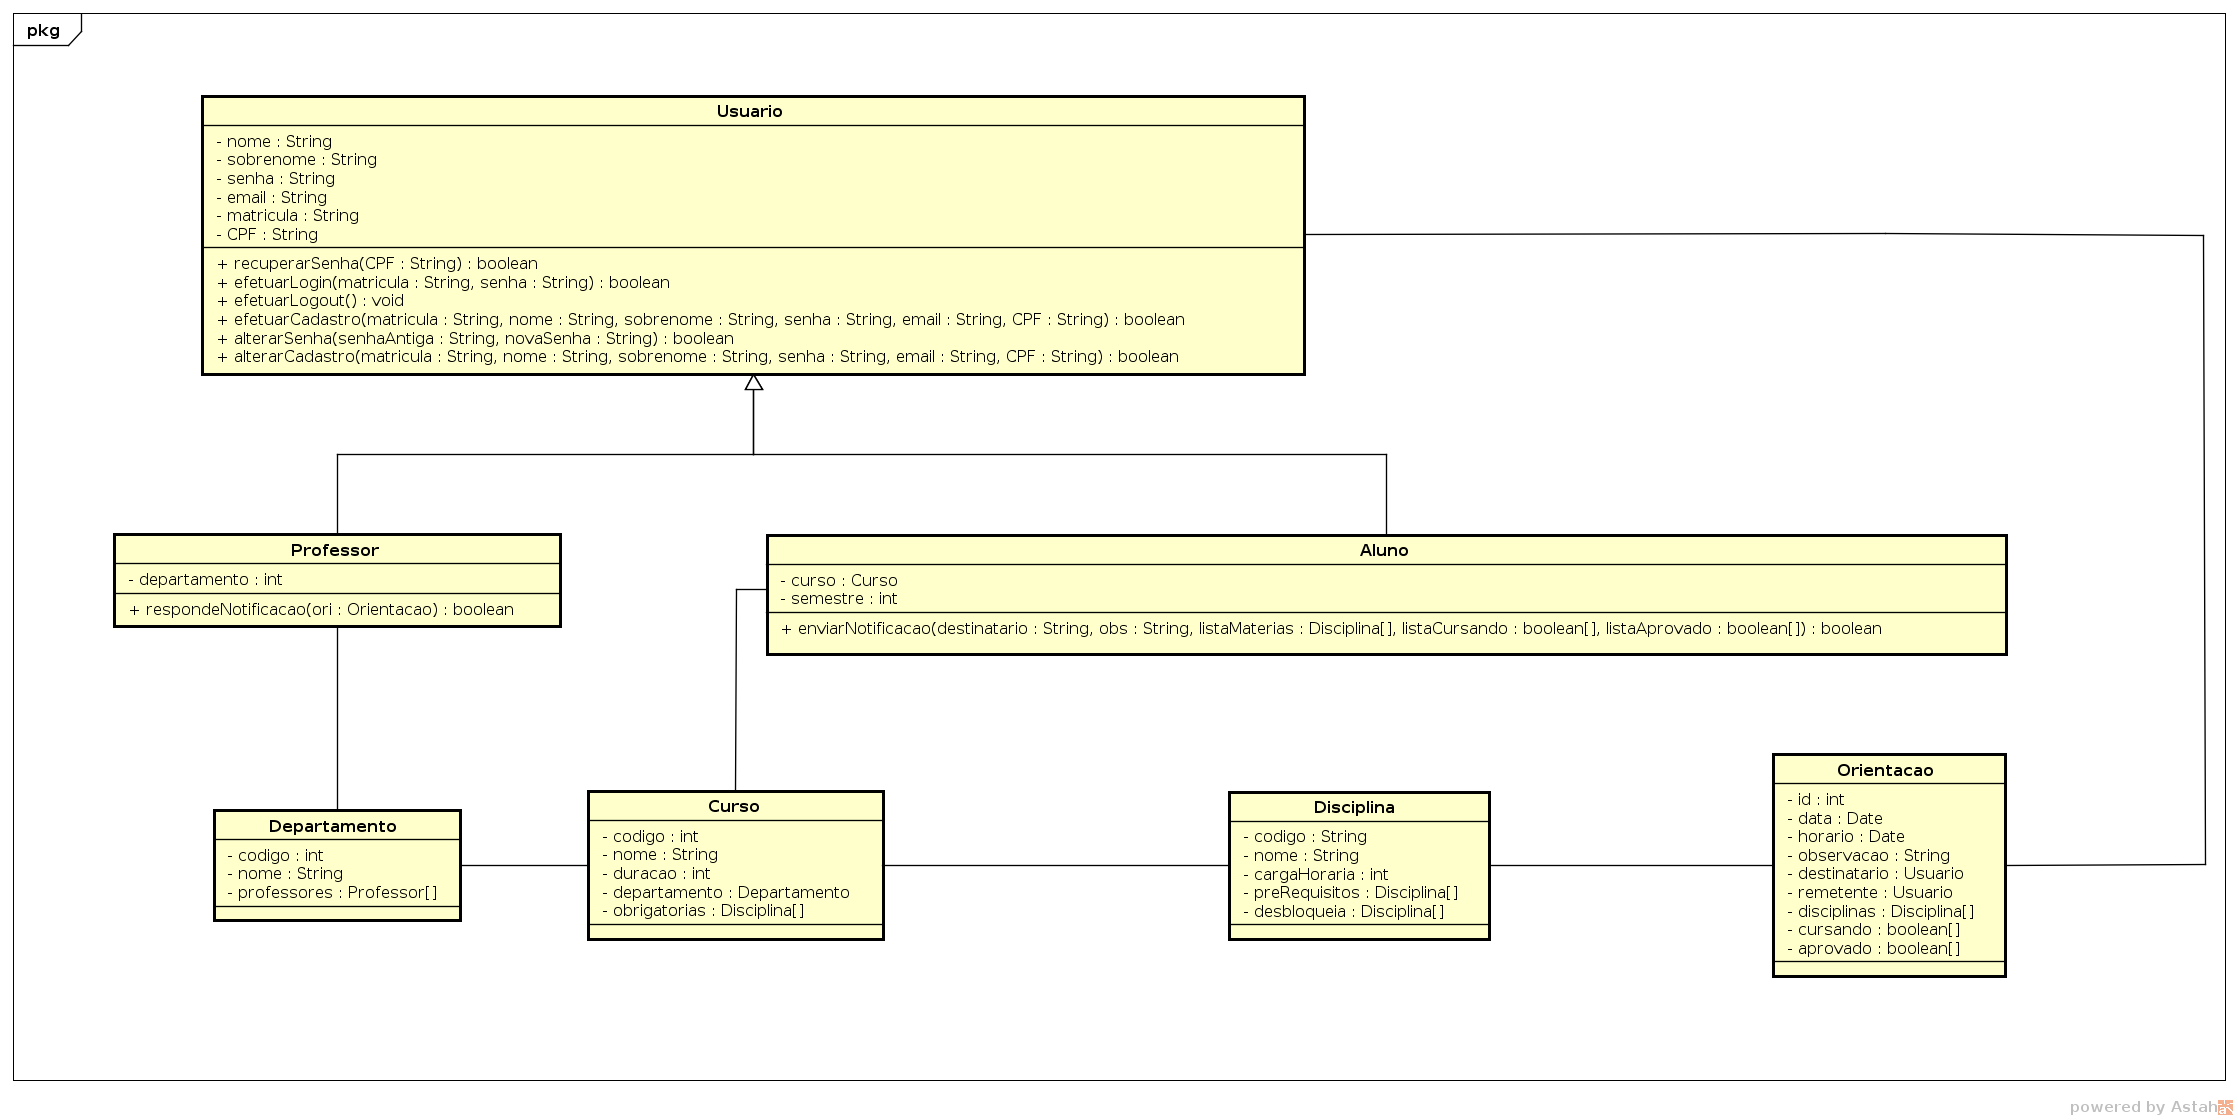 pkg
Usuario
- nome : String
- sobrenome : String
- senha : String
- email : String
- matricula : String
- CPF : String
+ recuperarSenha(CPF : String) : boolean
+ efetuarLogin(matricula : String, senha : String) : boolean
+ efetuarLogout() : void
+ efetuarCadastro(matricula : String, nome : String, sobrenome : String, senha : String, email : String, CPF : String) : boolean
+ alterarSenha(senhaAntiga : String, novaSenha : String) : boolean
+ alterarCadastro(matricula : String, nome : String, sobrenome : String, senha : String, email : String, CPF : String) : boolean
Professor
- departamento : int
+ respondeNotificacao(ori : Orientacao) : boolean
Aluno
- curso : Curso
- semestre : int
+ enviarNotificacao(destinatario : String, obs : String, listaMaterias : Disciplina[], listaCursando : boolean[], listaAprovado : boolean[]) : boolean
Departamento
- codigo : int
- nome : String
- professores : Professor[]
Curso
- codigo : int
- nome : String
- duracao : int
- departamento : Departamento
- obrigatorias : Disciplina[]
Disciplina
- codigo : String
- nome : String
- cargaHoraria : int
- preRequisitos : Disciplina[]
- desbloqueia : Disciplina[]
Orientacao
- id : int
- data : Date
- horario : Date
- observacao : String
- destinatario : Usuario
- remetente : Usuario
- disciplinas : Disciplina[]
- cursando : boolean[]
- aprovado : boolean[]
powered by Astah